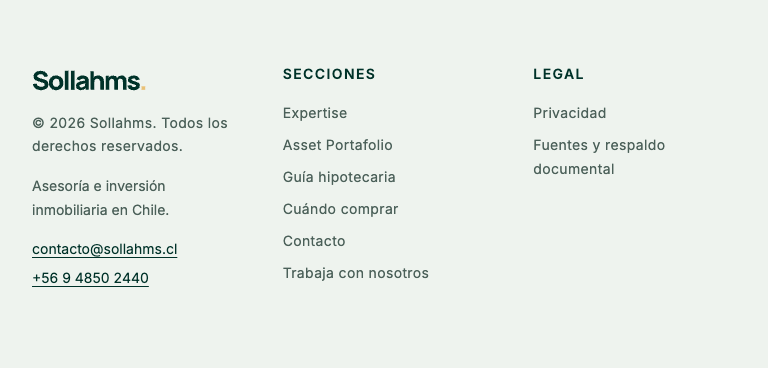 Sollahms.
© 2026 Sollahms. Todos los
derechos reservados.
Asesoría e inversión
inmobiliaria en Chile.
contacto@sollahms.cl
+56 9 4850 2440
SECCIONES
Expertise
Asset Portafolio
Guía hipotecaria
Cuándo comprar
Contacto
Trabaja con nosotros
LEGAL
Privacidad
Fuentes y respaldo
documental